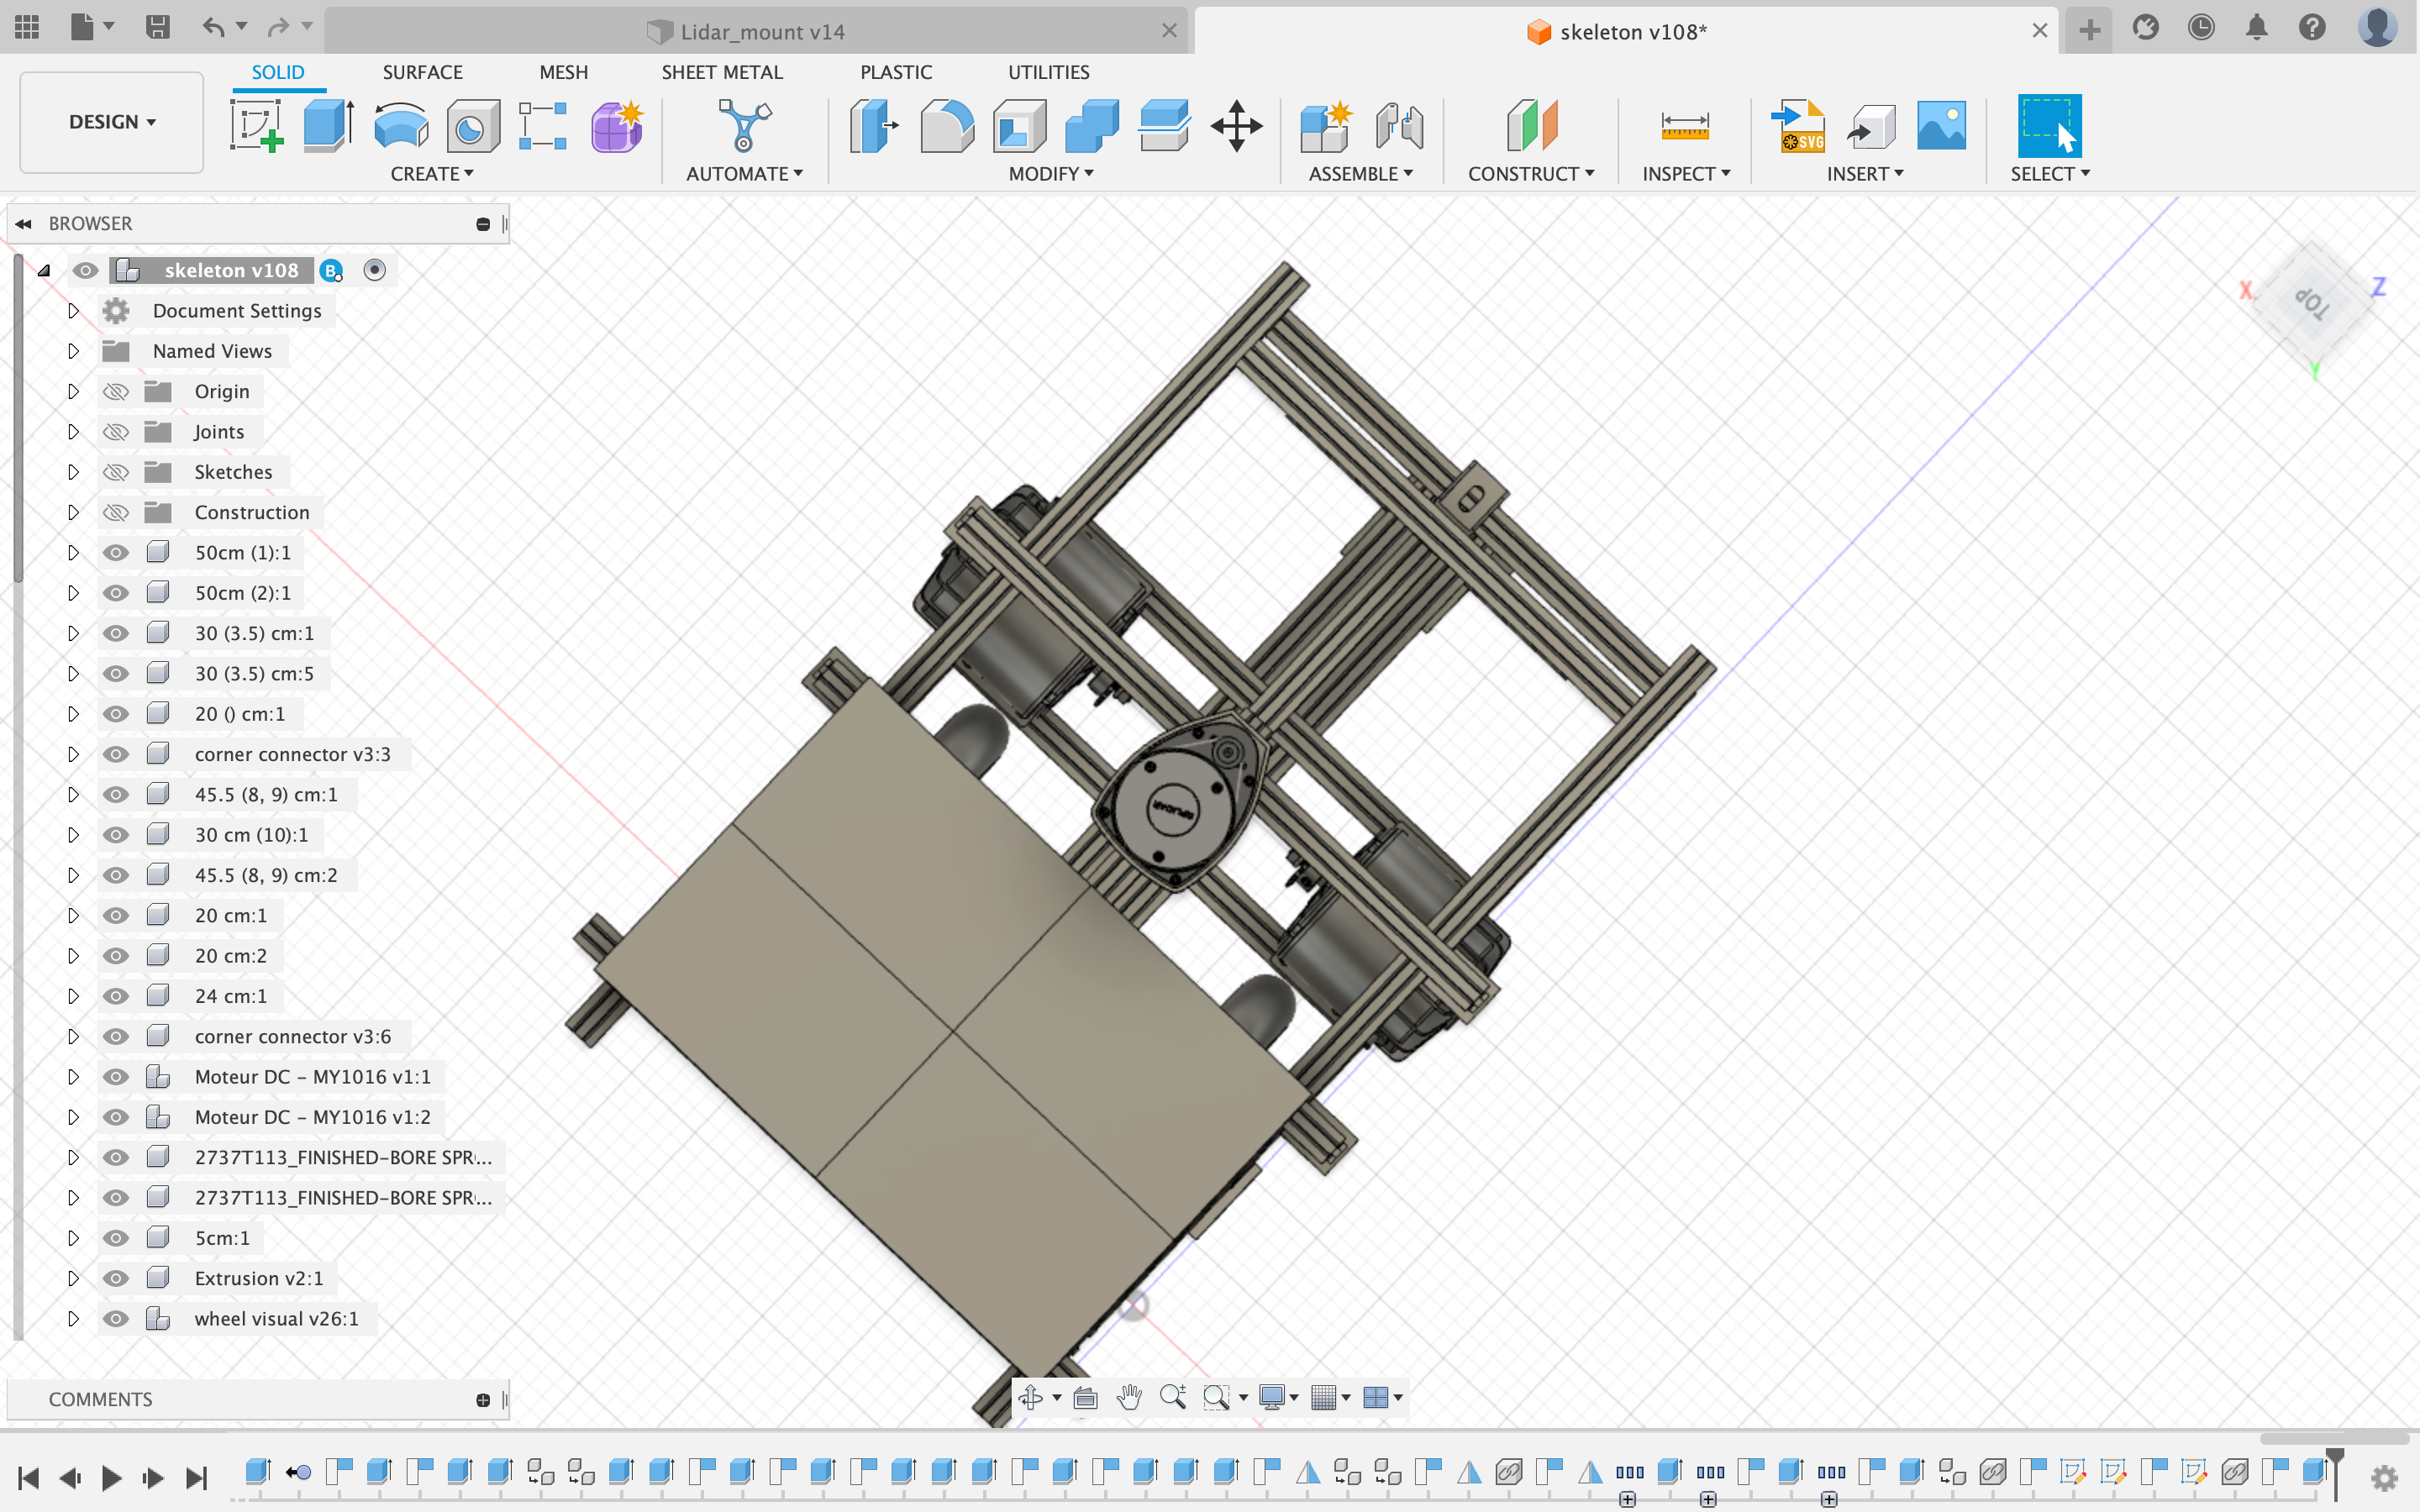 Lidar_mount v14
skeleton v108*
SOLID
SURFACE
MESH
SHEET METAL
PLASTIC
UTILITIES
DESIGN
SVG
CREATE
AUTOMATE
MODIFY
ASSEMBLE
CONSTRUCT
INSPECT
INSERT
SELECT
BROWSER
skeleton v108
B
Document Settings
Named Views
Origin
Joints
Sketches
Construction
50cm (1):1
50cm (2):1
30 (3.5) cm:1
30 (3.5) cm:5
20 () cm:1
corner connector v3:3
45.5 (8, 9) cm:1
30 cm (10):1
45.5 (8, 9) cm:2
20 cm:1
20 cm:2
24 cm:1
corner connector v3:6
Moteur DC - MY1016 v1:1
Moteur DC - MY1016 v1:2
2737T113_FINISHED-BORE SPR...
2737T113_FINISHED-BORE SPR...
5cm:1
Extrusion v2:1
wheel visual v26:1
COMMENTS
X
Z
TOP
Y
RPLIDAR